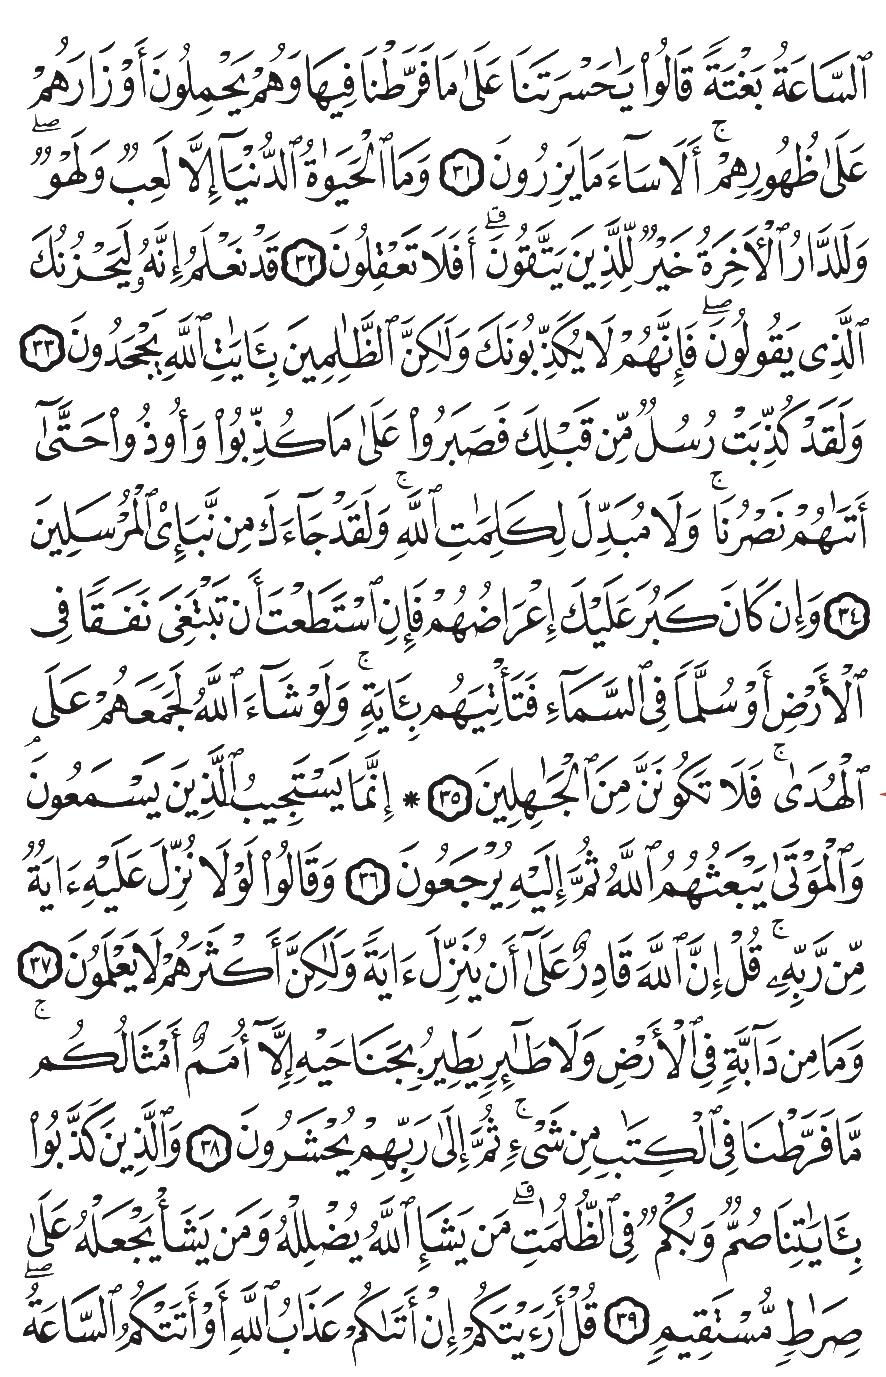 ٱلسَّاعَةُ بَغْتَةً قَالُوا۟ يَـٰحَسْرَتَنَا عَلَىٰ مَا فَرَّطْنَا فِيهَا وَهُمْ يَحْمِلُونَ أَوْزَارَهُمْ
عَلَىٰ ظُهُورِهِمْ ۚ أَلَا سَآءَ مَا يَزِرُونَ ٣١ وَمَا ٱلْحَيَوٰةُ ٱلدُّنْيَآ إِلَّا لَعِبٌ وَلَهْوٌ ۖ
وَلَلدَّارُ ٱلْأَخِرَةُ خَيْرٌ لِّلَّذِينَ يَتَّقُونَ ۗ أَفَلَا تَعْقِلُونَ ٣٢ قَدْ نَعْلَمُ إِنَّهُۥ لَيَحْزُنُكَ
ٱلَّذِى يَقُولُونَ ۖ فَإِنَّهُمْ لَا يُكَذِّبُونَكَ وَلَـٰكِنَّ ٱلظَّـٰلِمِينَ بِـَٔايَـٰتِ ٱللَّهِ يَجْحَدُونَ ٣٣
وَلَقَدْ كُذِّبَتْ رُسُلٌ مِّن قَبْلِكَ فَصَبَرُوا۟ عَلَىٰ مَا كُذِّبُوا۟ وَأُوذُوا۟ حَتَّىٰٓ
أَتَىٰهُمْ نَصْرُنَا ۚ وَلَا مُبَدِّلَ لِكَلِمَـٰتِ ٱللَّهِ ۚ وَلَقَدْ جَآءَكَ مِن نَّبَإِى۟ ٱلْمُرْسَلِينَ
٣٤ وَإِن كَانَ كَبُرَ عَلَيْكَ إِعْرَاضُهُمْ فَإِنِ ٱسْتَطَعْتَ أَن تَبْتَغِىَ نَفَقًا فِى
ٱلْأَرْضِ أَوْ سُلَّمًا فِى ٱلسَّمَآءِ فَتَأْتِيَهُم بِـَٔايَةٍ ۚ وَلَوْ شَآءَ ٱللَّهُ لَجَمَعَهُمْ عَلَى
ٱلْهُدَىٰ ۚ فَلَا تَكُونَنَّ مِنَ ٱلْجَـٰهِلِينَ ٣٥ * إِنَّمَا يَسْتَجِيبُ ٱلَّذِينَ يَسْمَعُونَ ۘ
وَٱلْمَوْتَىٰ يَبْعَثُهُمُ ٱللَّهُ ثُمَّ إِلَيْهِ يُرْجَعُونَ ٣٦ وَقَالُوا۟ لَوْلَا نُزِّلَ عَلَيْهِ ءَايَةٌ
مِّن رَّبِّهِۦ ۚ قُلْ إِنَّ ٱللَّهَ قَادِرٌ عَلَىٰٓ أَن يُنَزِّلَ ءَايَةً وَلَـٰكِنَّ أَكْثَرَهُمْ لَا يَعْلَمُونَ ٣٧
وَمَا مِن دَآبَّةٍ فِى ٱلْأَرْضِ وَلَا طَـٰٓئِرٍ يَطِيرُ بِجَنَاحَيْهِ إِلَّآ أُمَمٌ أَمْثَالُكُم ۚ
مَّا فَرَّطْنَا فِى ٱلْكِتَـٰبِ مِن شَىْءٍ ۚ ثُمَّ إِلَىٰ رَبِّهِمْ يُحْشَرُونَ ٣٨ وَٱلَّذِينَ كَذَّبُوا۟
بِـَٔايَـٰتِنَا صُمٌّ وَبُكْمٌ فِى ٱلظُّلُمَـٰتِ ۗ مَن يَشَإِ ٱللَّهُ يُضْلِلْهُ وَمَن يَشَأْ يَجْعَلْهُ عَلَىٰ
صِرَٰطٍ مُّسْتَقِيمٍ ٣٩ قُلْ أَرَءَيْتَكُمْ إِنْ أَتَىٰكُمْ عَذَابُ ٱللَّهِ أَوْ أَتَتْكُمُ ٱلسَّاعَةُ ۖ